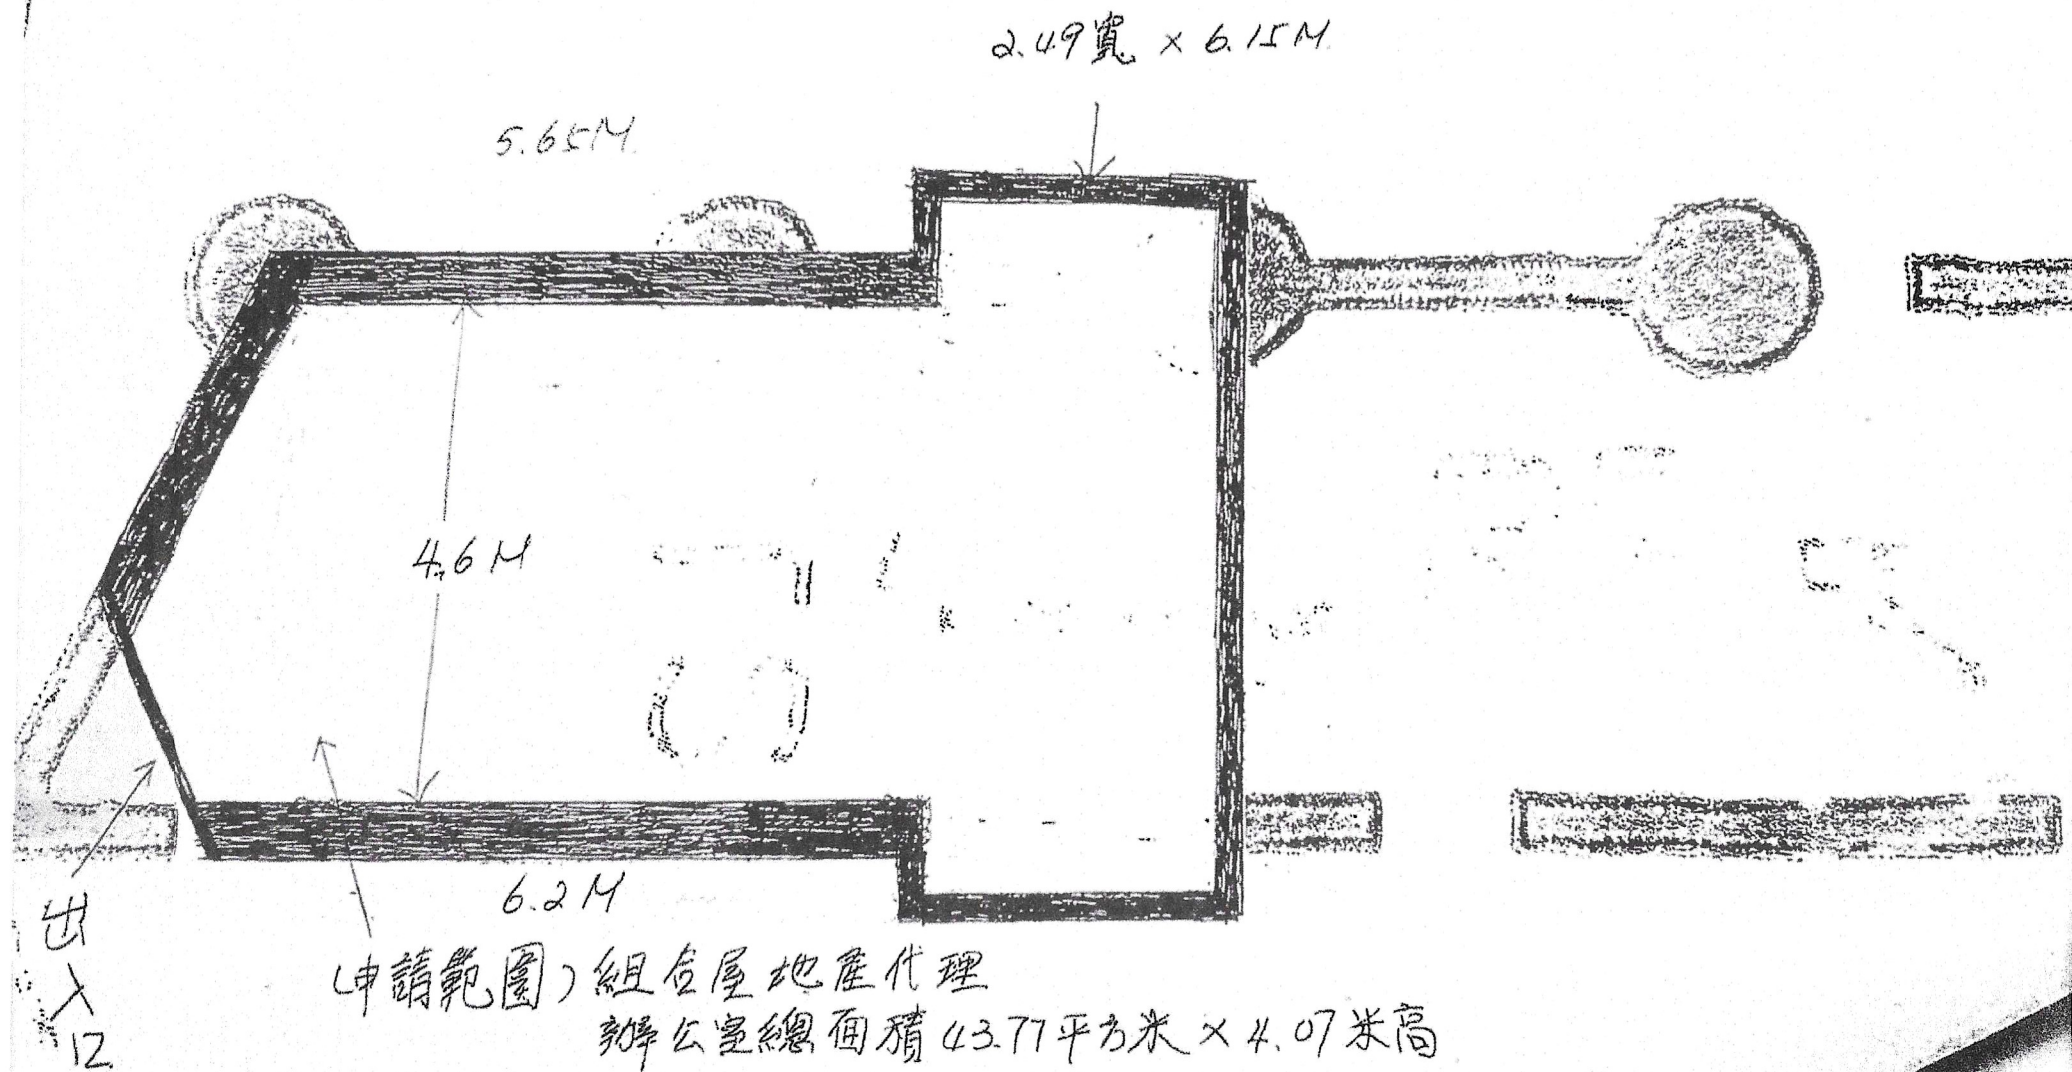 2.49寬 × 6.15M
5.65M
4.6M
6.2M
出入口
(申請範圍)組合屋地產代理
辦公室總面積43.77平方米×4.07米高